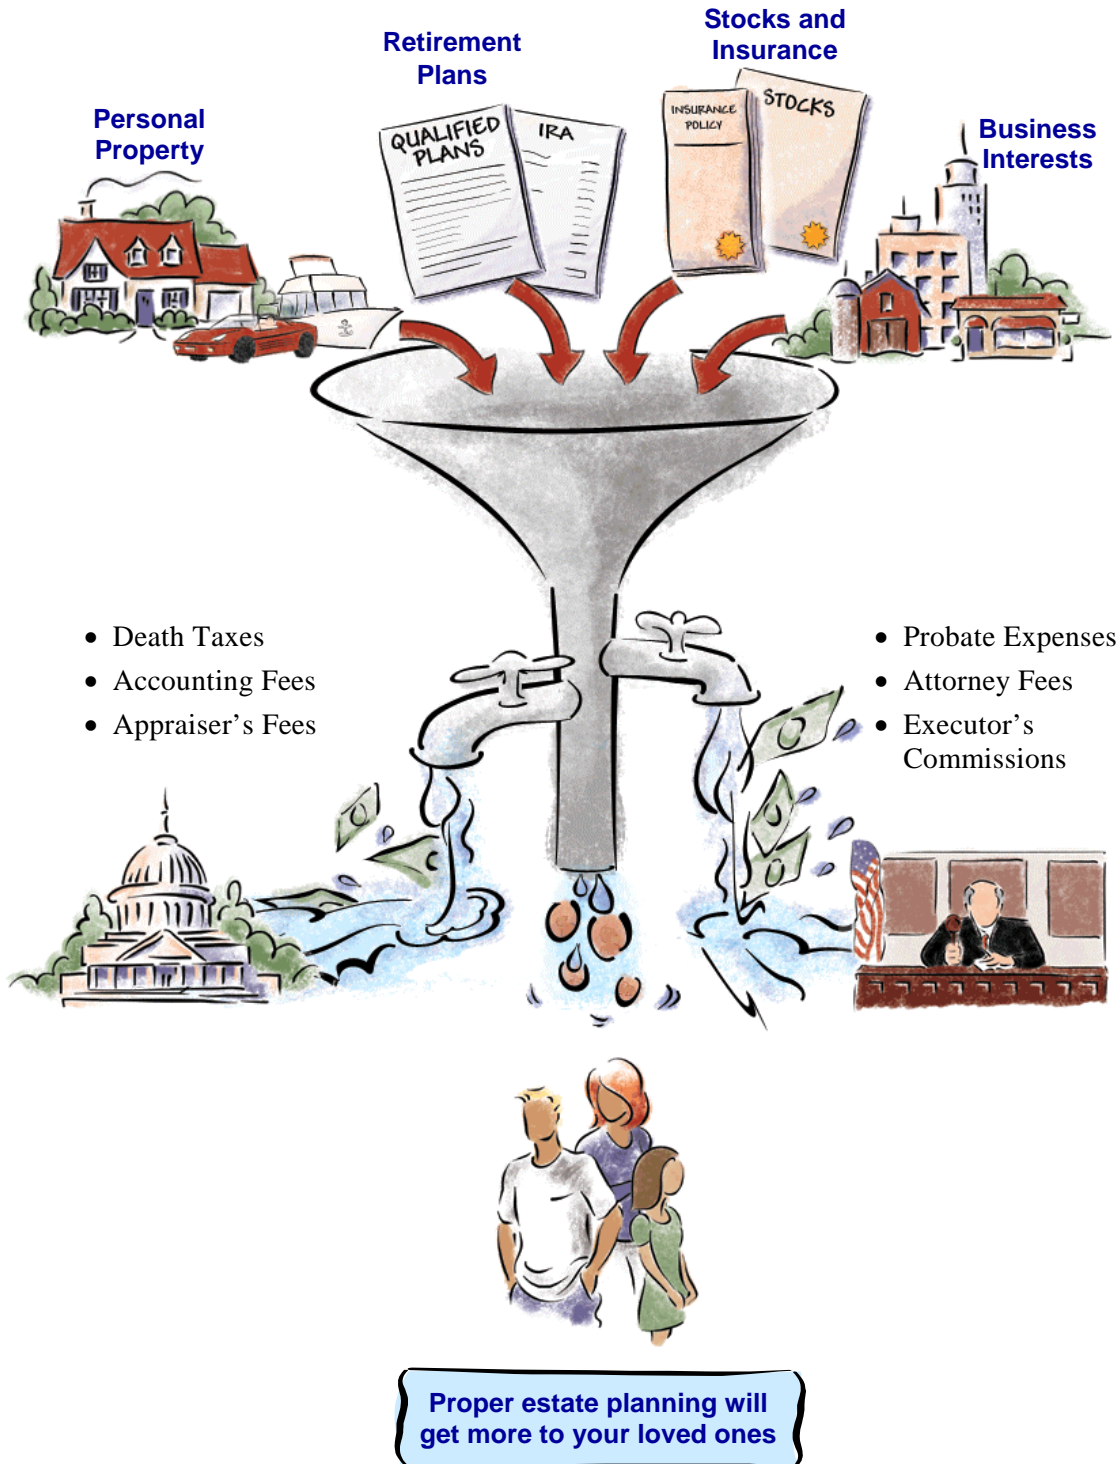 Retirement
Plans
Stocks and
Insurance
Personal
Property
Business
Interests
QUALIFIED
PLANS
IRA
INSURANCE
POLICY
STOCKS
• Death Taxes
• Accounting Fees
• Appraiser’s Fees
• Probate Expenses
• Attorney Fees
• Executor’s
Commissions
Proper estate planning will
get more to your loved ones